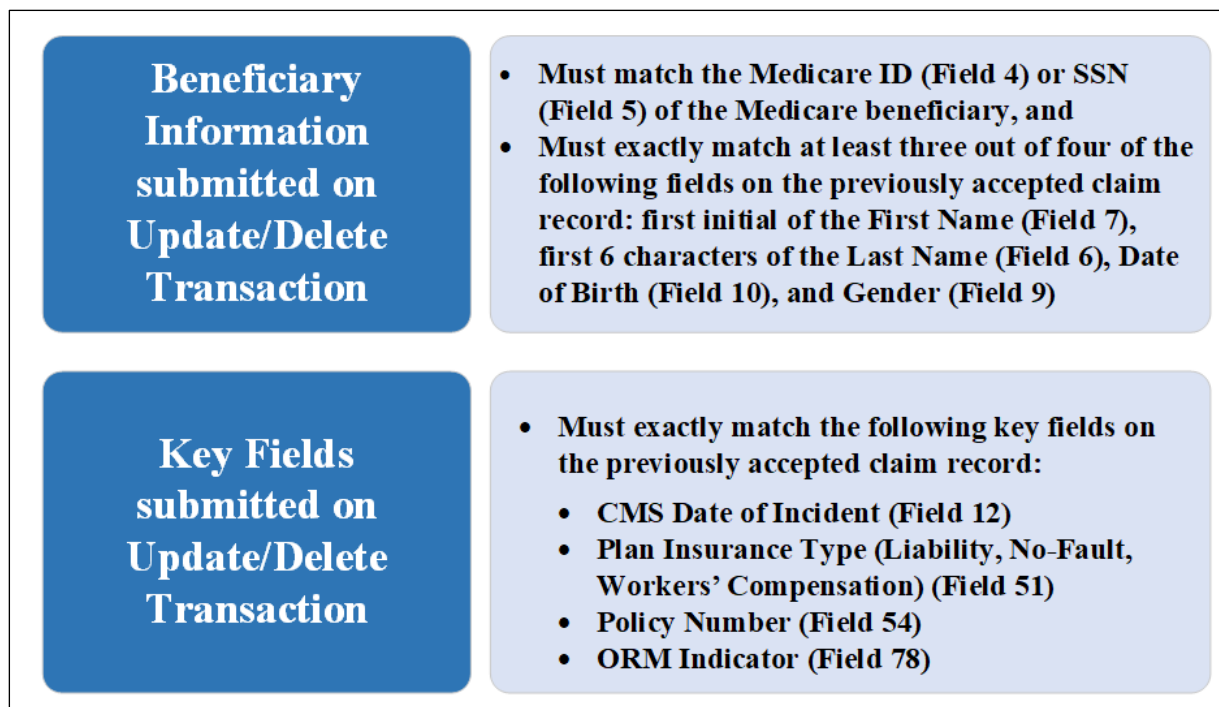 Beneficiary
Information
submitted on
Update/Delete
Transaction
• Must match the Medicare ID (Field 4) or SSN
(Field 5) of the Medicare beneficiary, and
• Must exactly match at least three out of four of the
following fields on the previously accepted claim
record: first initial of the First Name (Field 7),
first 6 characters of the Last Name (Field 6), Date
of Birth (Field 10), and Gender (Field 9)
Key Fields
submitted on
Update/Delete
Transaction
• Must exactly match the following key fields on
the previously accepted claim record:
• CMS Date of Incident (Field 12)
• Plan Insurance Type (Liability, No-Fault,
Workers’ Compensation) (Field 51)
• Policy Number (Field 54)
• ORM Indicator (Field 78)